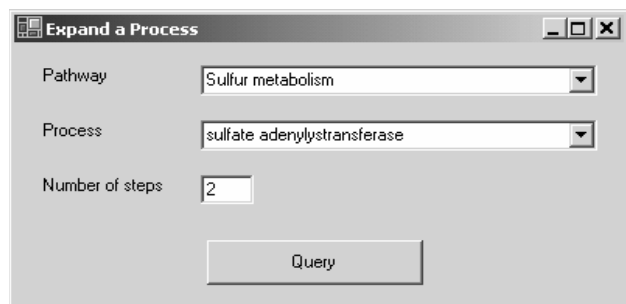 Expand a Process
Pathway Sulfur metabolism
Process sulfate adenylystransferase
Number of steps 2
Query